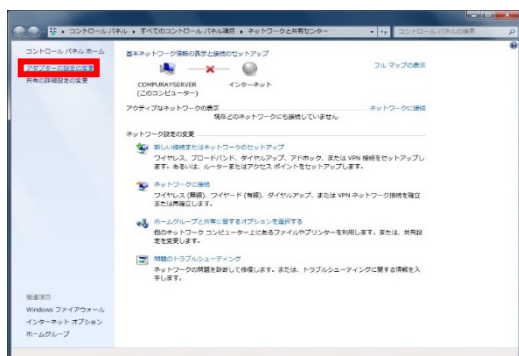 コントロール パネル ▸ すべてのコントロール パネル項目 ▸ ネットワークと共有センター
コントロール パネルの検索
コントロール パネル ホーム
アダプターの設定の変更
共有の詳細設定の変更
基本ネットワーク情報の表示と接続のセットアップ
フル マップの表示
COMPURAYSERVER
(このコンピューター)
インターネット
アクティブなネットワークの表示
ネットワークに接続
現在どのネットワークにも接続していません
ネットワーク設定の変更
新しい接続またはネットワークのセットアップ
ワイヤレス、ブロードバンド、ダイヤルアップ、アドホック、または VPN 接続をセットアップし
ます。あるいは、ルーターまたはアクセス ポイントをセットアップします。
ネットワークに接続
ワイヤレス (無線)、ワイヤード (有線)、ダイヤルアップ、または VPN ネットワーク接続を確立
または再確立します。
ホームグループと共有に関するオプションを選択する
他のネットワーク コンピューター上にあるファイルやプリンターを利用します。または、共有設
定を変更します。
問題のトラブルシューティング
ネットワークの問題を診断して修復します。または、トラブルシューティングに関する情報を入
手します。
関連項目
Windows ファイアウォール
インターネット オプション
ホームグループ